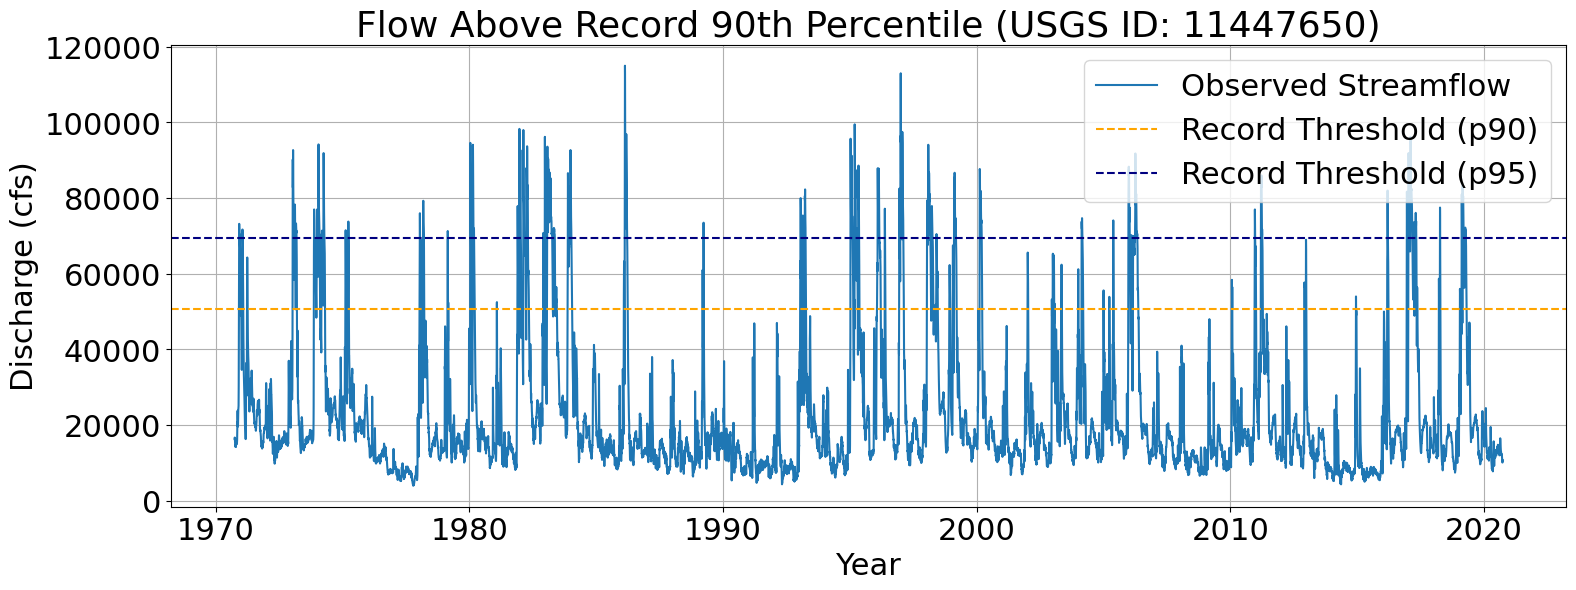 Flow Above Record 90th Percentile (USGS ID: 11447650)
120000
100000
80000
60000
40000
20000
0
Discharge (cfs)
Observed Streamflow
Record Threshold (p90)
Record Threshold (p95)
1970
1980
1990
2000
2010
2020
Year